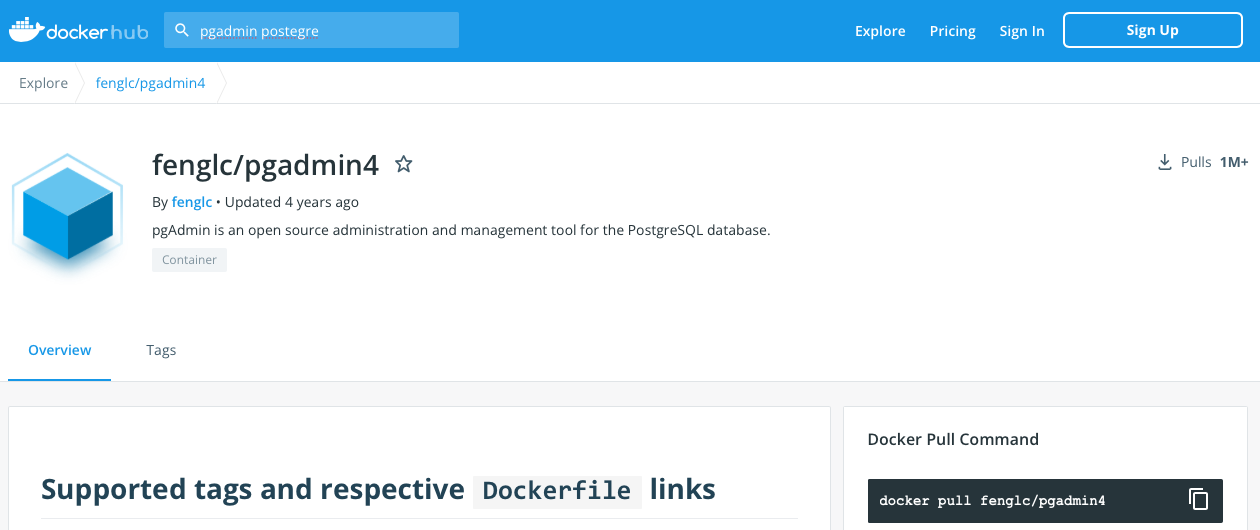 dockerhub pgadmin postegre Explore Pricing Sign In Sign Up
Explore fenglc/pgadmin4
fenglc/pgadmin4
Pulls 1M+
By fenglc • Updated 4 years ago
pgAdmin is an open source administration and management tool for the PostgreSQL database.
Container
Overview Tags
Supported tags and respective Dockerfile links
Docker Pull Command
docker pull fenglc/pgadmin4